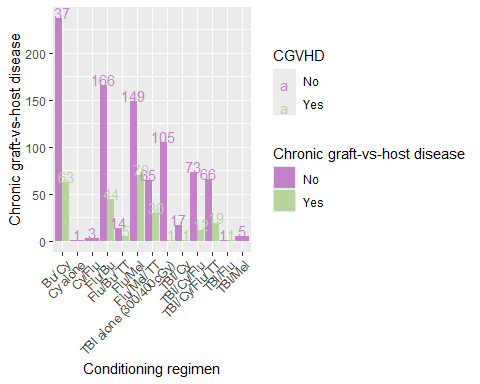 Chronic graft-vs-host disease
250
200
150
100
50
0
37
63
1
3
166
44
14
5
149
70
65
30
105
1
17
1
73
12
66
19
1
1
5
Bu/Cy
Cy alone
Cy/Flu
Flu/Bu
Flu/Bu/TT
Flu/Mel
Flu/Mel/TT
TBI alone (300/400 cGy)
TBI/Cy
TBI/Cy/Flu
TBI/Cy/Flu/TT
TBI/Flu
TBI/Mel
Conditioning regimen
CGVHD
a No
a Yes
Chronic graft-vs-host disease
No
Yes